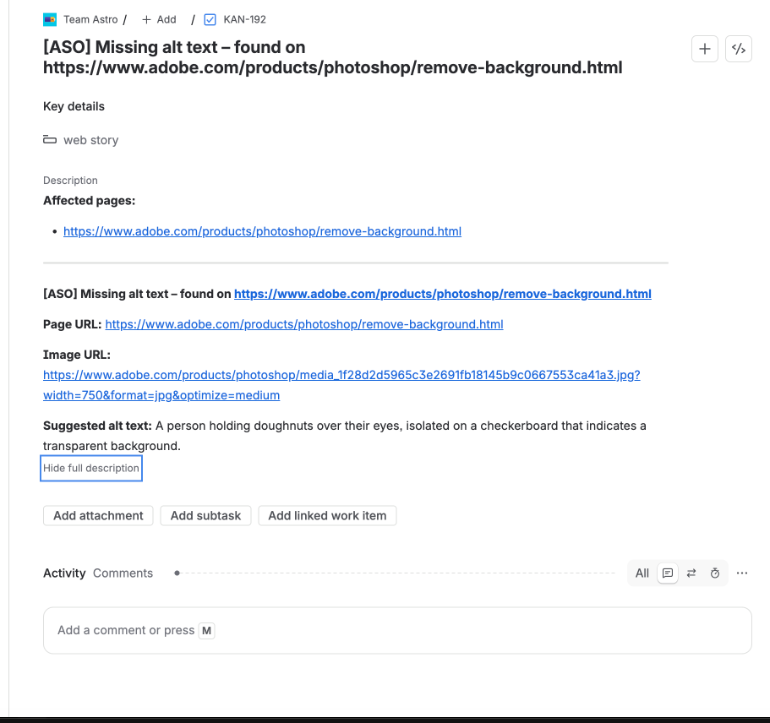 Team Astro / + Add / KAN-192
[ASO] Missing alt text – found on
https://www.adobe.com/products/photoshop/remove-background.html
Key details
web story
Description
Affected pages:
• https://www.adobe.com/products/photoshop/remove-background.html
[ASO] Missing alt text – found on https://www.adobe.com/products/photoshop/remove-background.html
Page URL: https://www.adobe.com/products/photoshop/remove-background.html
Image URL:
https://www.adobe.com/products/photoshop/media_1f28d2d5965c3e2691fb18145b9c0667553ca41a3.jpg?
width=750&format=jpg&optimize=medium
Suggested alt text: A person holding doughnuts over their eyes, isolated on a checkerboard that indicates a
transparent background.
Hide full description
Add attachment Add subtask Add linked work item
Activity Comments All
Add a comment or press M